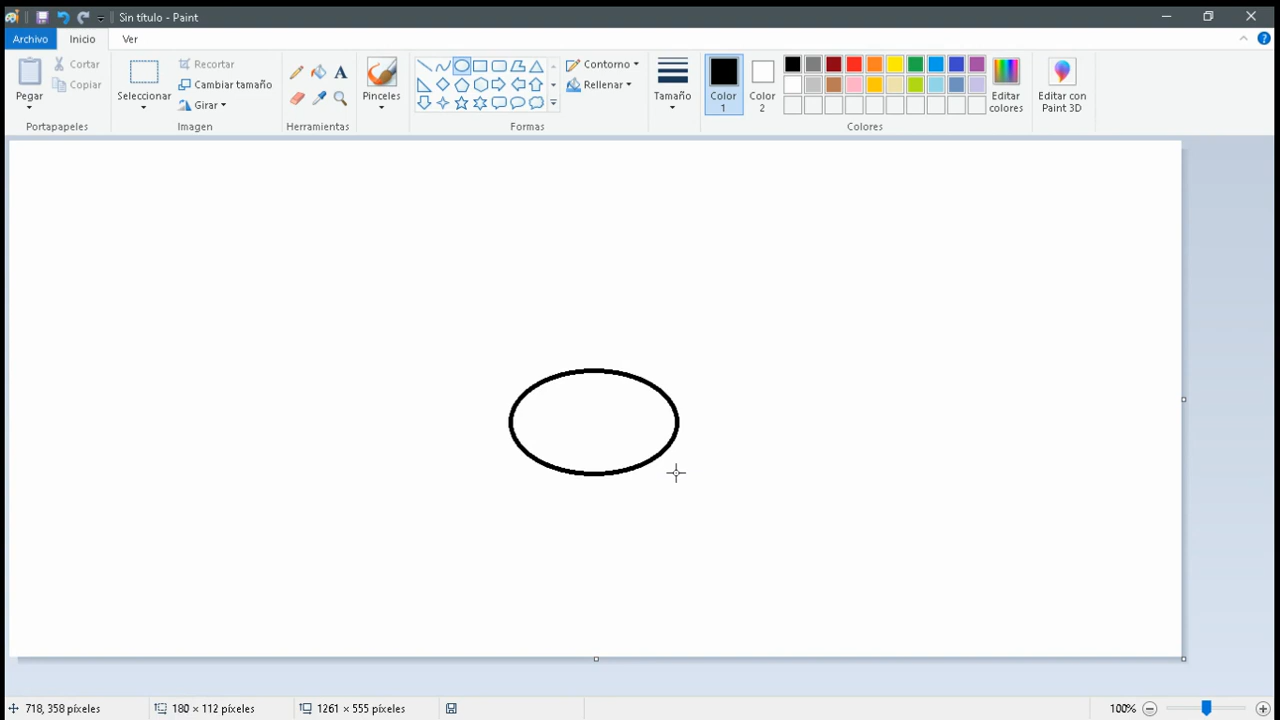 Sin título - Paint
Archivo Inicio Ver
Pegar
Cortar
Copiar
Portapapeles
Seleccionar
Recortar
Cambiar tamaño
Girar
Imagen
A
Herramientas
Pinceles
Contorno
Rellenar
Formas
Tamaño
Color 1
Color 2
Editar colores
Colores
Editar con Paint 3D
718, 358 píxeles 180 × 112 píxeles 1261 × 555 píxeles 100%